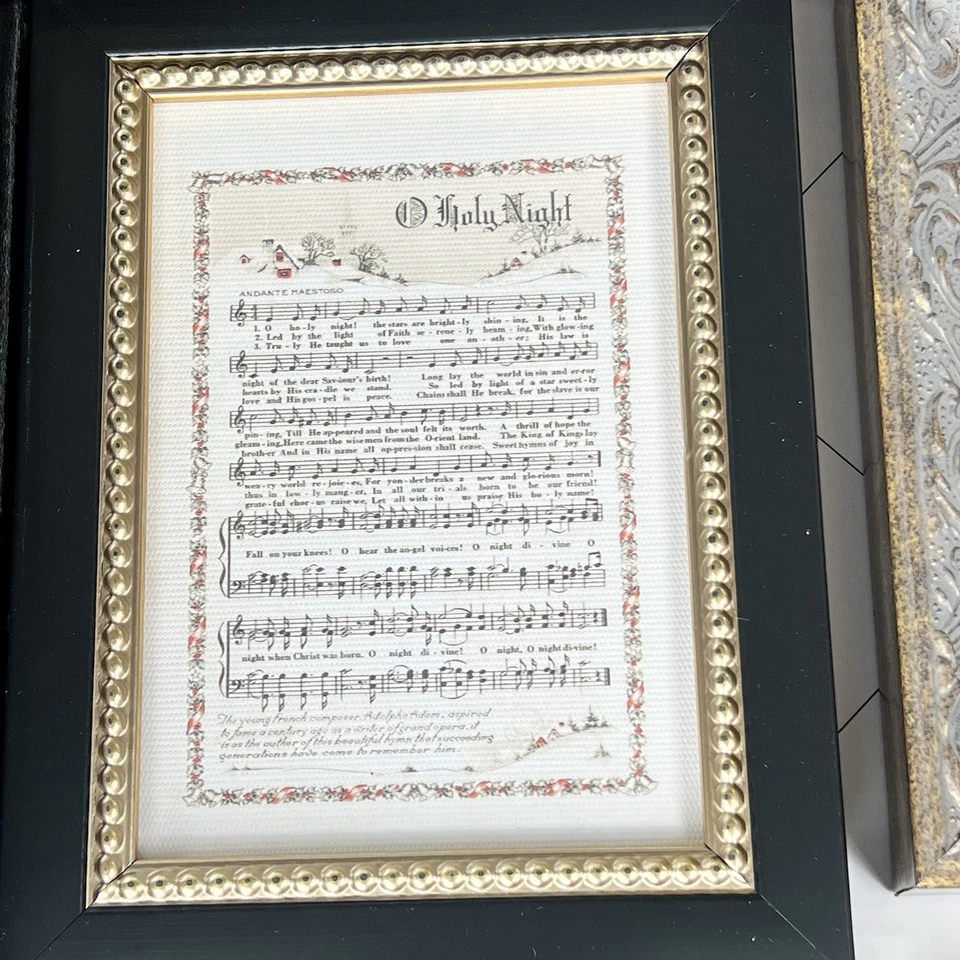 O Holy Night
ANDANTE MAESTOSO
1. O ho-ly night! the stars are bright-ly shin-ing, It is the
2. Led by the light of Faith se-rene-ly beam-ing, With glow-ing
3. Tru-ly He taught us to love one an-oth-er; His law is
night of the dear Sav-iour's birth! Long lay the world in sin and er-ror
hearts by His cra-dle we stand. So led by light of a star sweet-ly
love and His gos-pel is peace. Chains shall He break, for the slave is our
pin-ing, Till He ap-peared and the soul felt its worth. A thrill of hope the
gleam-ing, Here came the wise men from the O-rient land. The King of Kings lay
broth-er And in His name all op-pres-sion shall cease. Sweet hymns of joy in
wea-ry world re-joic-es, For yon-der breaks a new and glo-rious morn!
thus in low-ly mang-er, In all our tri-als born to be our friend!
grate-ful chor-us raise we, Let all with-in us praise His ho-ly name!
Fall on your knees! O hear the an-gel voi-ces! O night di-vine O
night when Christ was born. O night di-vine! O night, O night di-vine!
The young French composer, Adolphe Adam, aspired
to fame a century ago as a writer of grand opera. it
is as the author of this beautiful hymn that succeeding
generations have come to remember him.